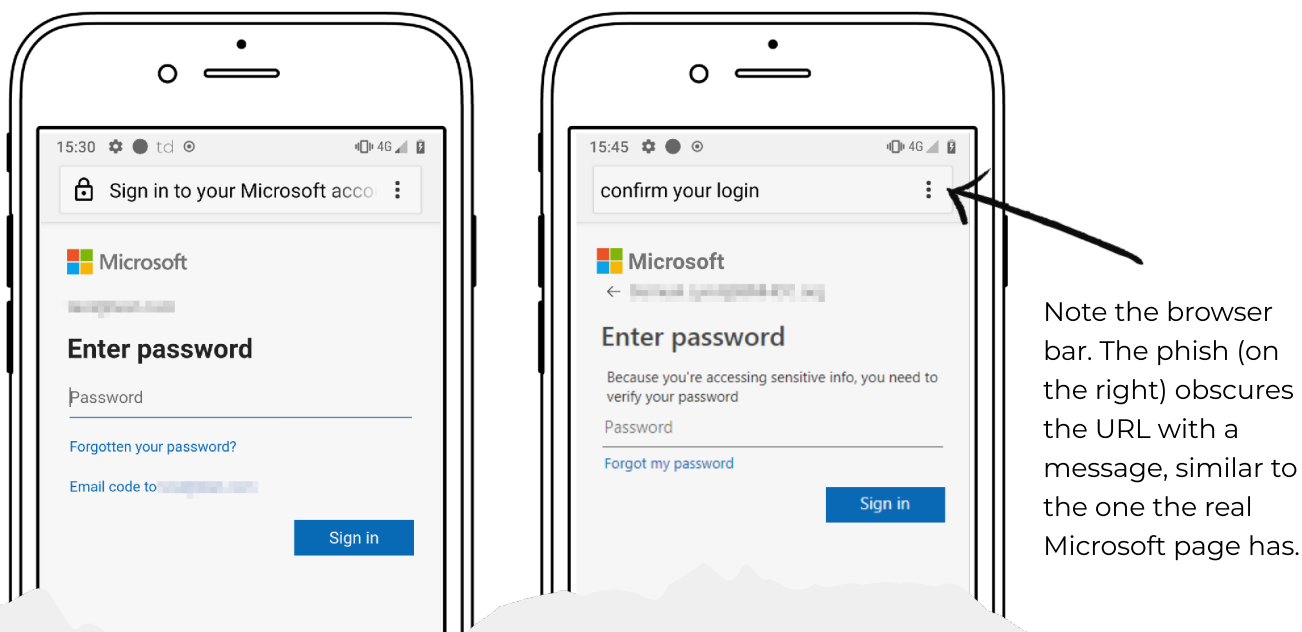 15:30 td 4G
Sign in to your Microsoft acco
Microsoft
Enter password
Password
Forgotten your password?
Email code to
Sign in
15:45 4G
confirm your login
Microsoft
Enter password
Because you're accessing sensitive info, you need to
verify your password
Password
Forgot my password
Sign in
Note the browser
bar. The phish (on
the right) obscures
the URL with a
message, similar to
the one the real
Microsoft page has.